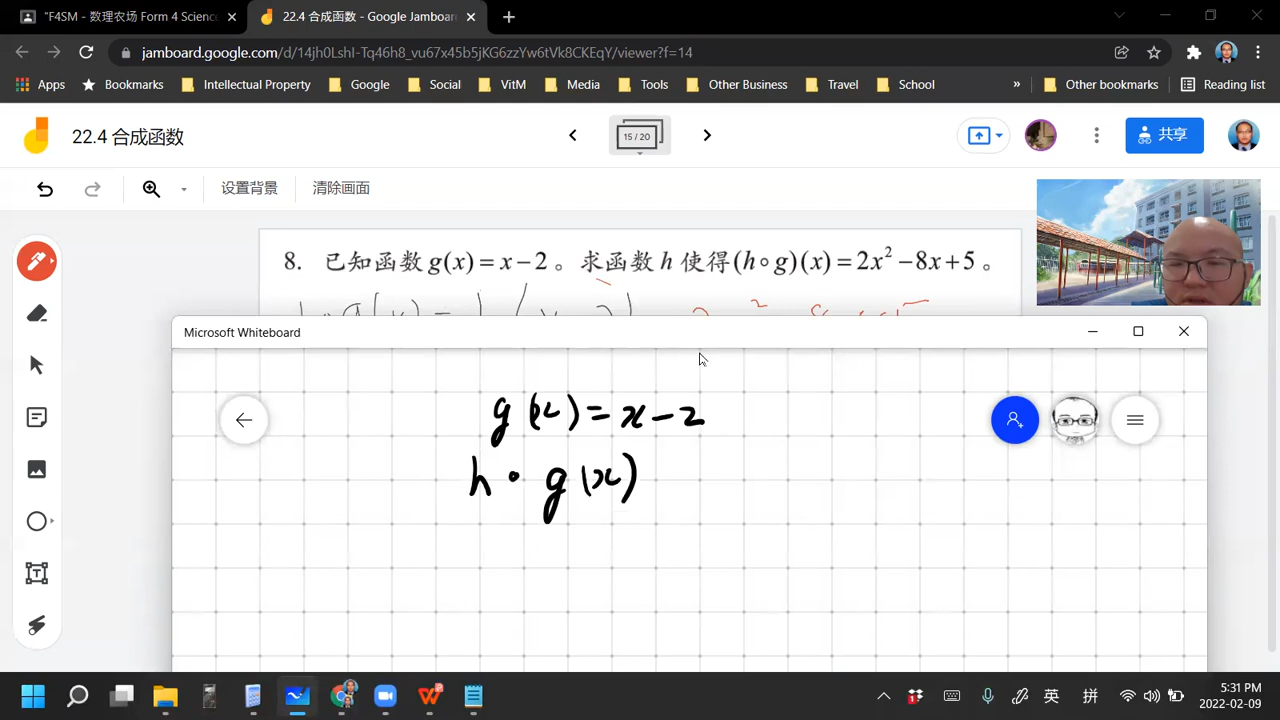 "F4SM - 数理农场 Form 4 Science
22.4 合成函数 - Google Jamboard
jamboard.google.com/d/14jh0LshI-Tq46h8_vu67x45b5jKG6zzYw6tVk8CKEqY/viewer?f=14
Apps
Bookmarks
Intellectual Property
Google
Social
VitM
Media
Tools
Other Business
Travel
School
»
Other bookmarks
Reading list
22.4 合成函数
15 / 20
共享
设置背景
清除画面
8. 已知函数 g(x) = x − 2 。求函数 h 使得 (h∘g)(x) = 2x² − 8x + 5 。
Microsoft Whiteboard
g(x) = x − 2
h ∘ g(x)
英
拼
5:31 PM
2022-02-09